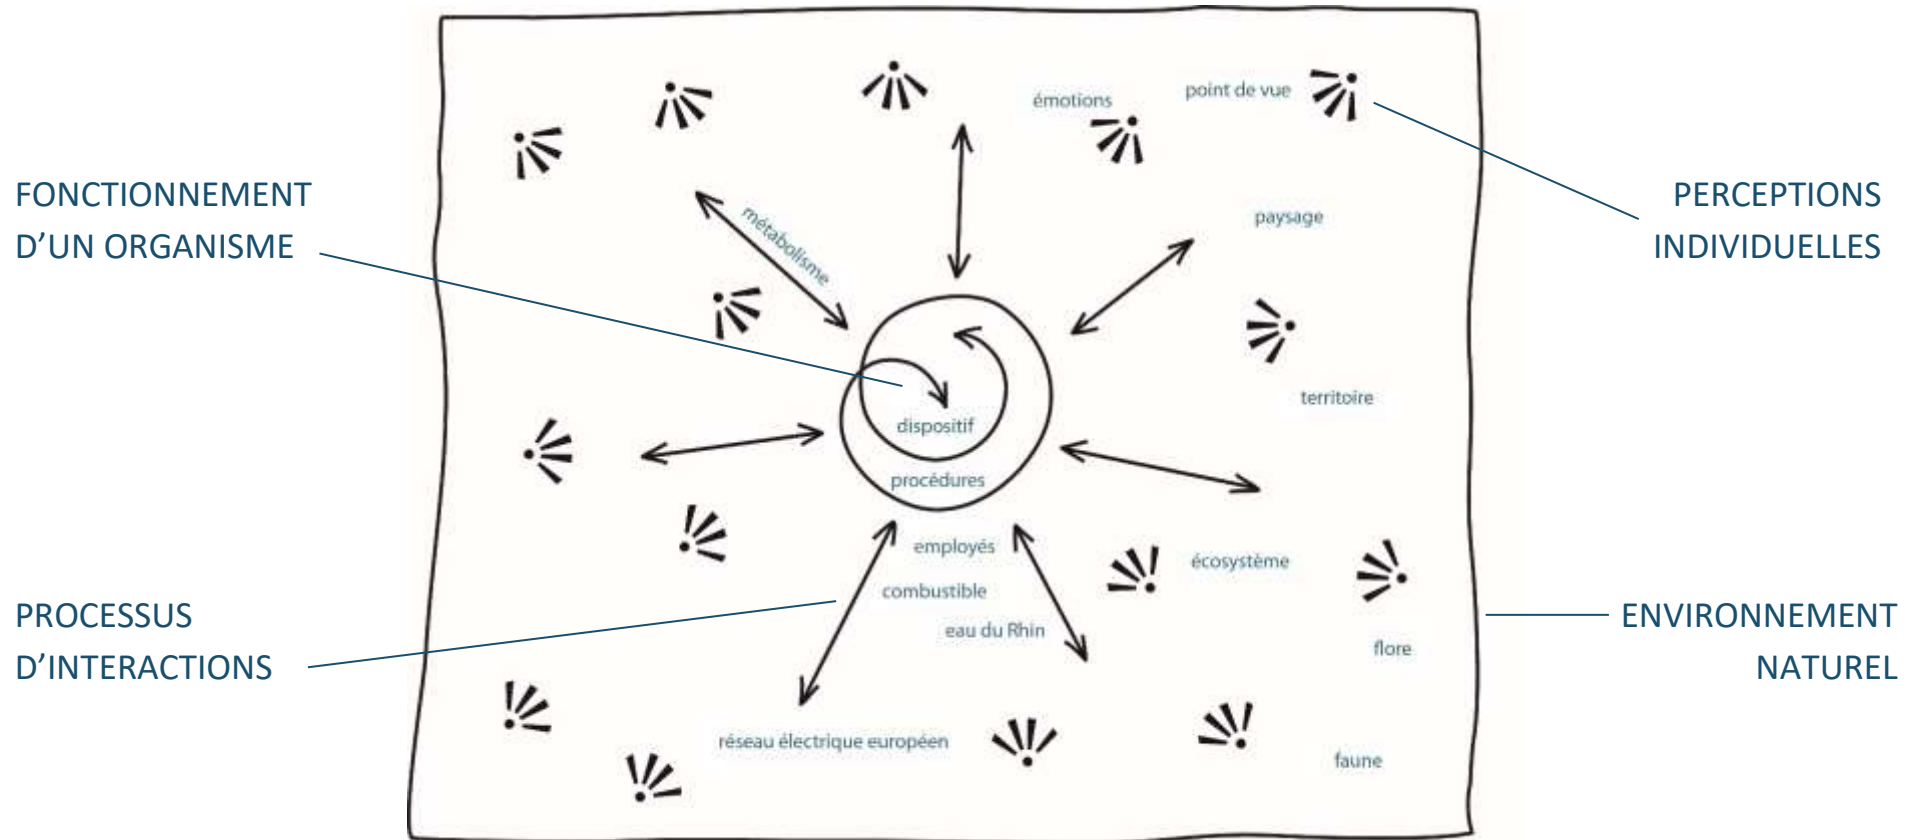 émotions
point de vue
FONCTIONNEMENT
D’UN ORGANISME
PERCEPTIONS
INDIVIDUELLES
métabolisme
paysage
territoire
dispositif
procédures
employés
écosystème
combustible
PROCESSUS
D’INTERACTIONS
eau du Rhin
ENVIRONNEMENT
NATUREL
flore
réseau électrique européen
faune